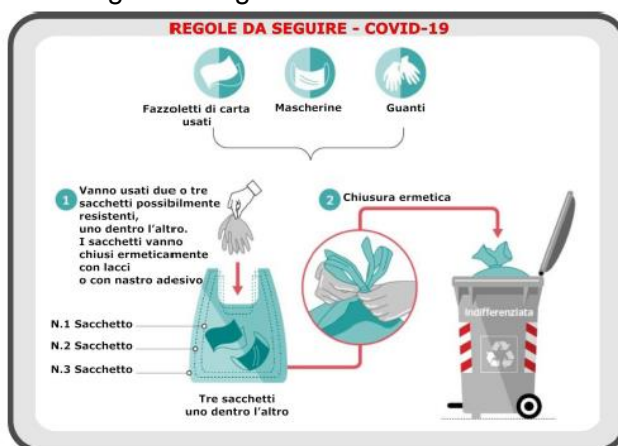 REGOLE DA SEGUIRE - COVID-19
Fazzoletti di carta
usati
Mascherine
Guanti
1
Vanno usati due o tre
sacchetti possibilmente
resistenti,
uno dentro l'altro.
I sacchetti vanno
chiusi ermeticamente
con lacci
o con nastro adesivo
2
Chiusura ermetica
N.1 Sacchetto
N.2 Sacchetto
N.3 Sacchetto
Tre sacchetti
uno dentro l'altro
Indifferenziata